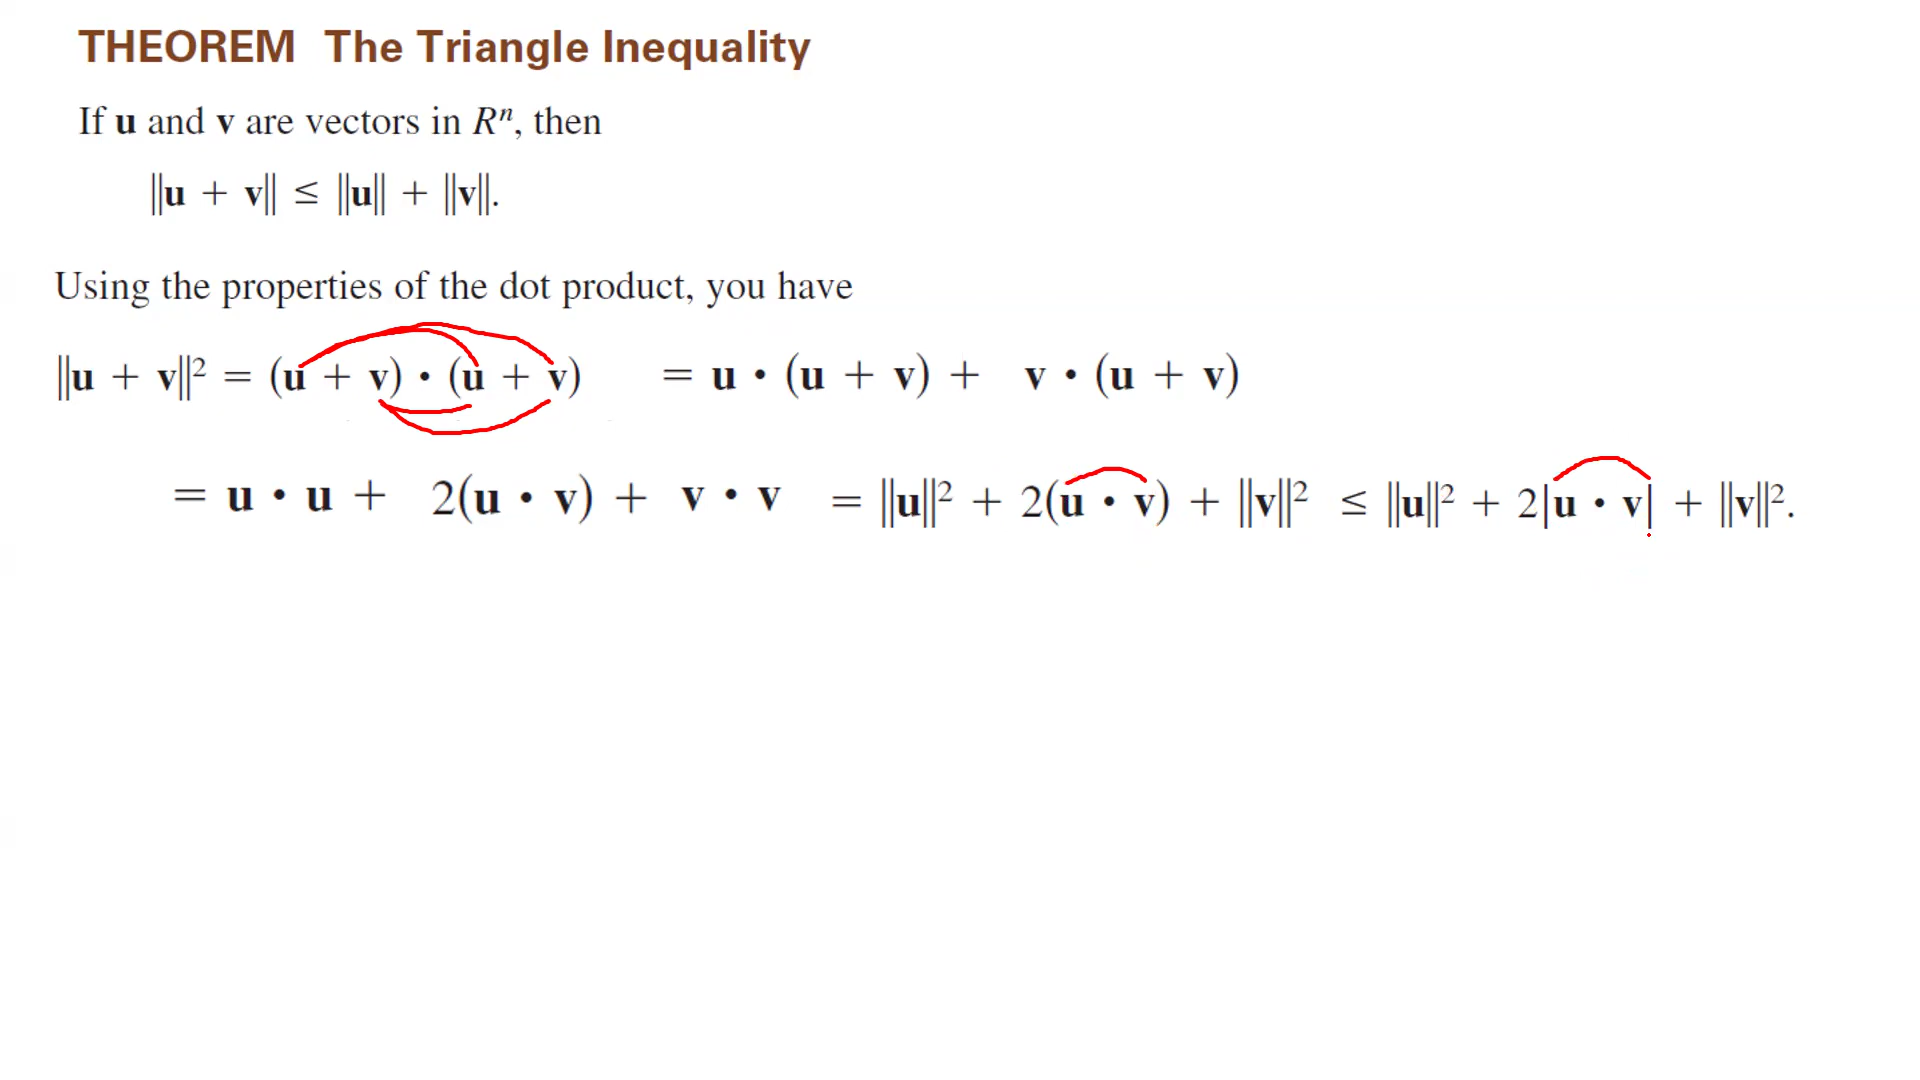 THEOREM The Triangle Inequality
If u and v are vectors in Rⁿ, then
‖u + v‖ ≤ ‖u‖ + ‖v‖.
Using the properties of the dot product, you have
‖u + v‖² = (u + v) • (u + v) = u • (u + v) + v • (u + v)
= u • u + 2(u • v) + v • v = ‖u‖² + 2(u • v) + ‖v‖² ≤ ‖u‖² + 2|u • v| + ‖v‖².